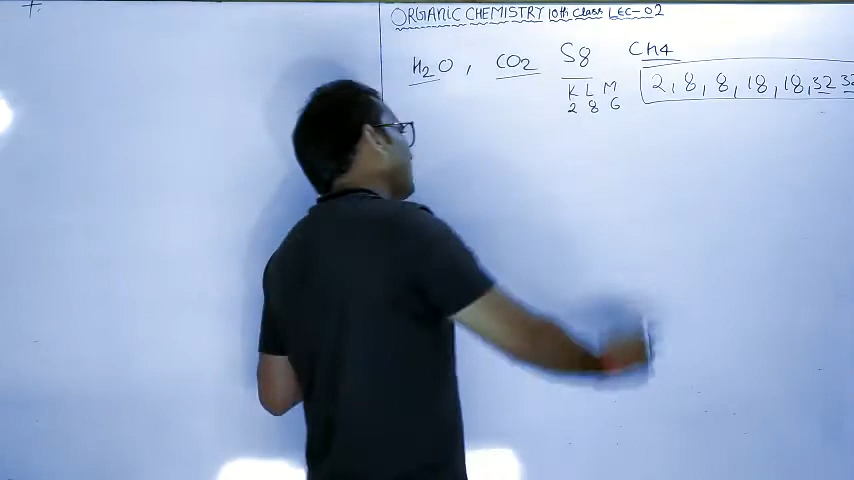 +
ORGANIC CHEMISTRY 10th Class LEC-02
H2O, CO2 S8 CH4
K L M 2, 8, 8, 18, 18, 32 32
2 8 6